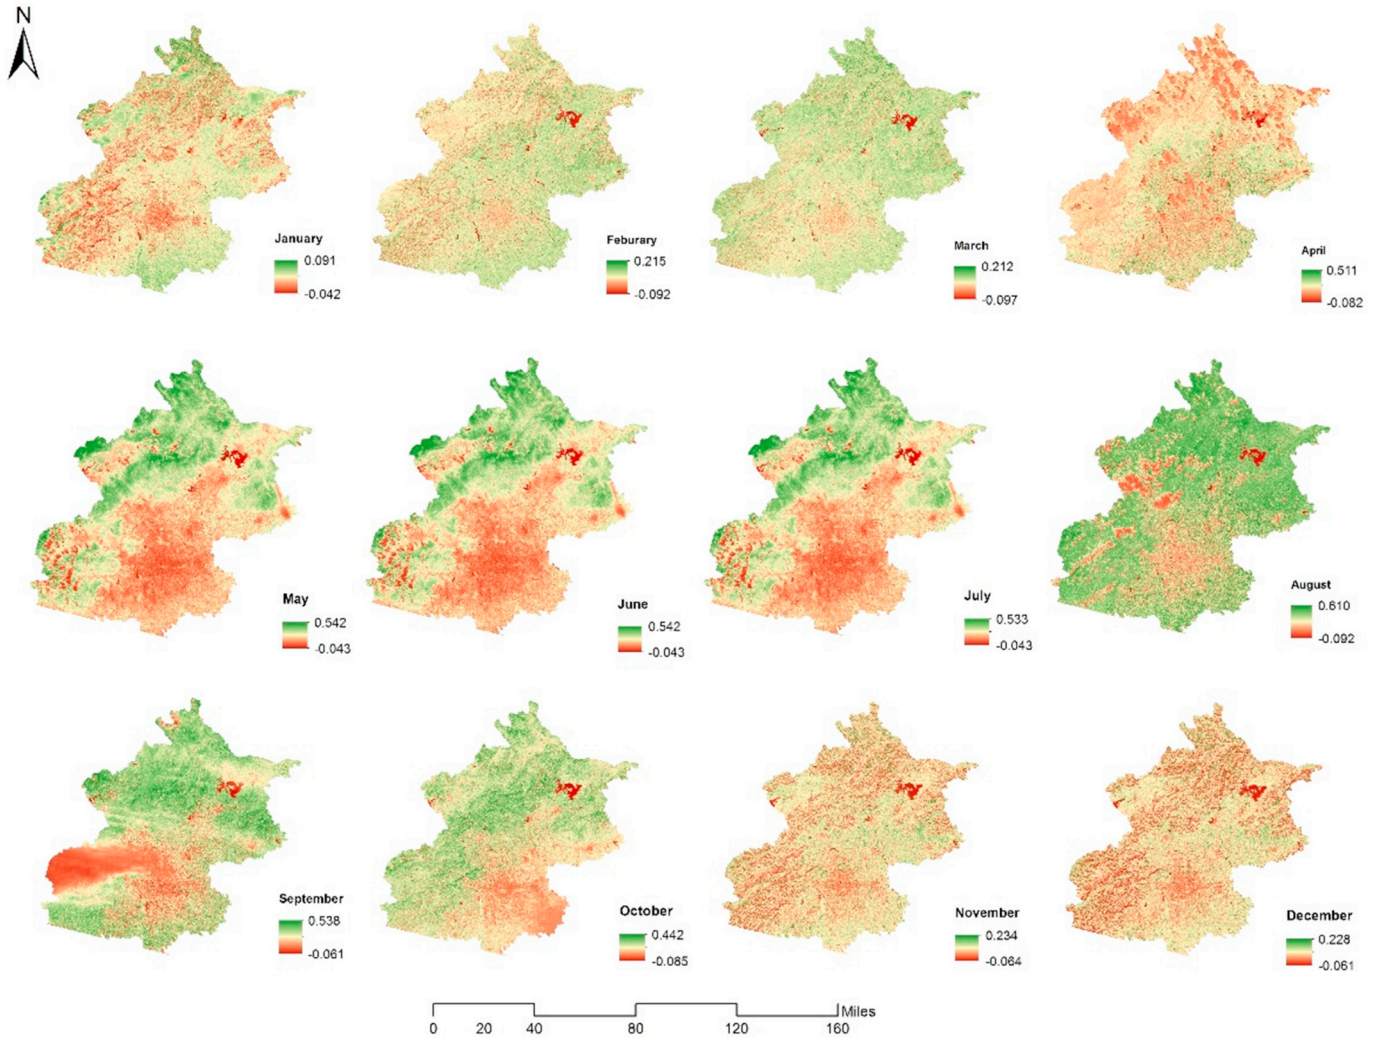 N
January
0.091
-0.042
Feburary
0.215
-0.092
March
0.212
-0.097
April
0.511
-0.082
May
0.542
-0.043
June
0.542
-0.043
July
0.533
-0.043
August
0.610
-0.092
September
0.538
-0.061
October
0.442
-0.085
November
0.234
-0.064
December
0.228
-0.061
Miles
0 20 40 80 120 160